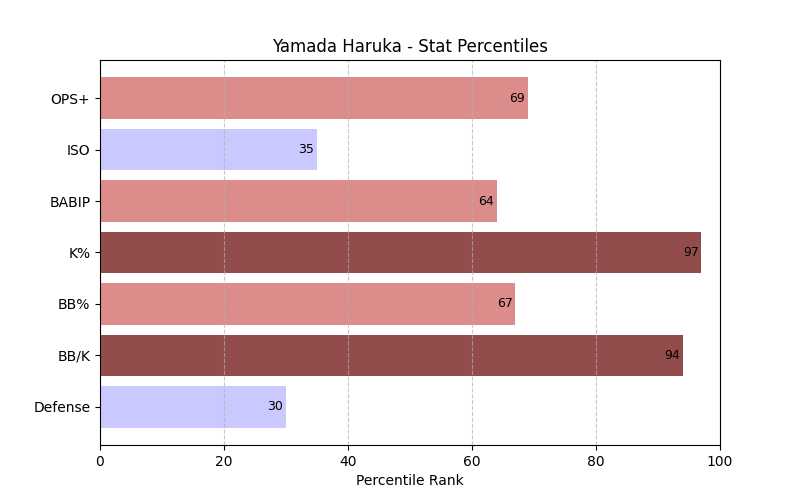 Yamada Haruka - Stat Percentiles
OPS+ 69
ISO 35
BABIP 64
K% 97
BB% 67
BB/K 94
Defense 30
0 20 40 60 80 100
Percentile Rank